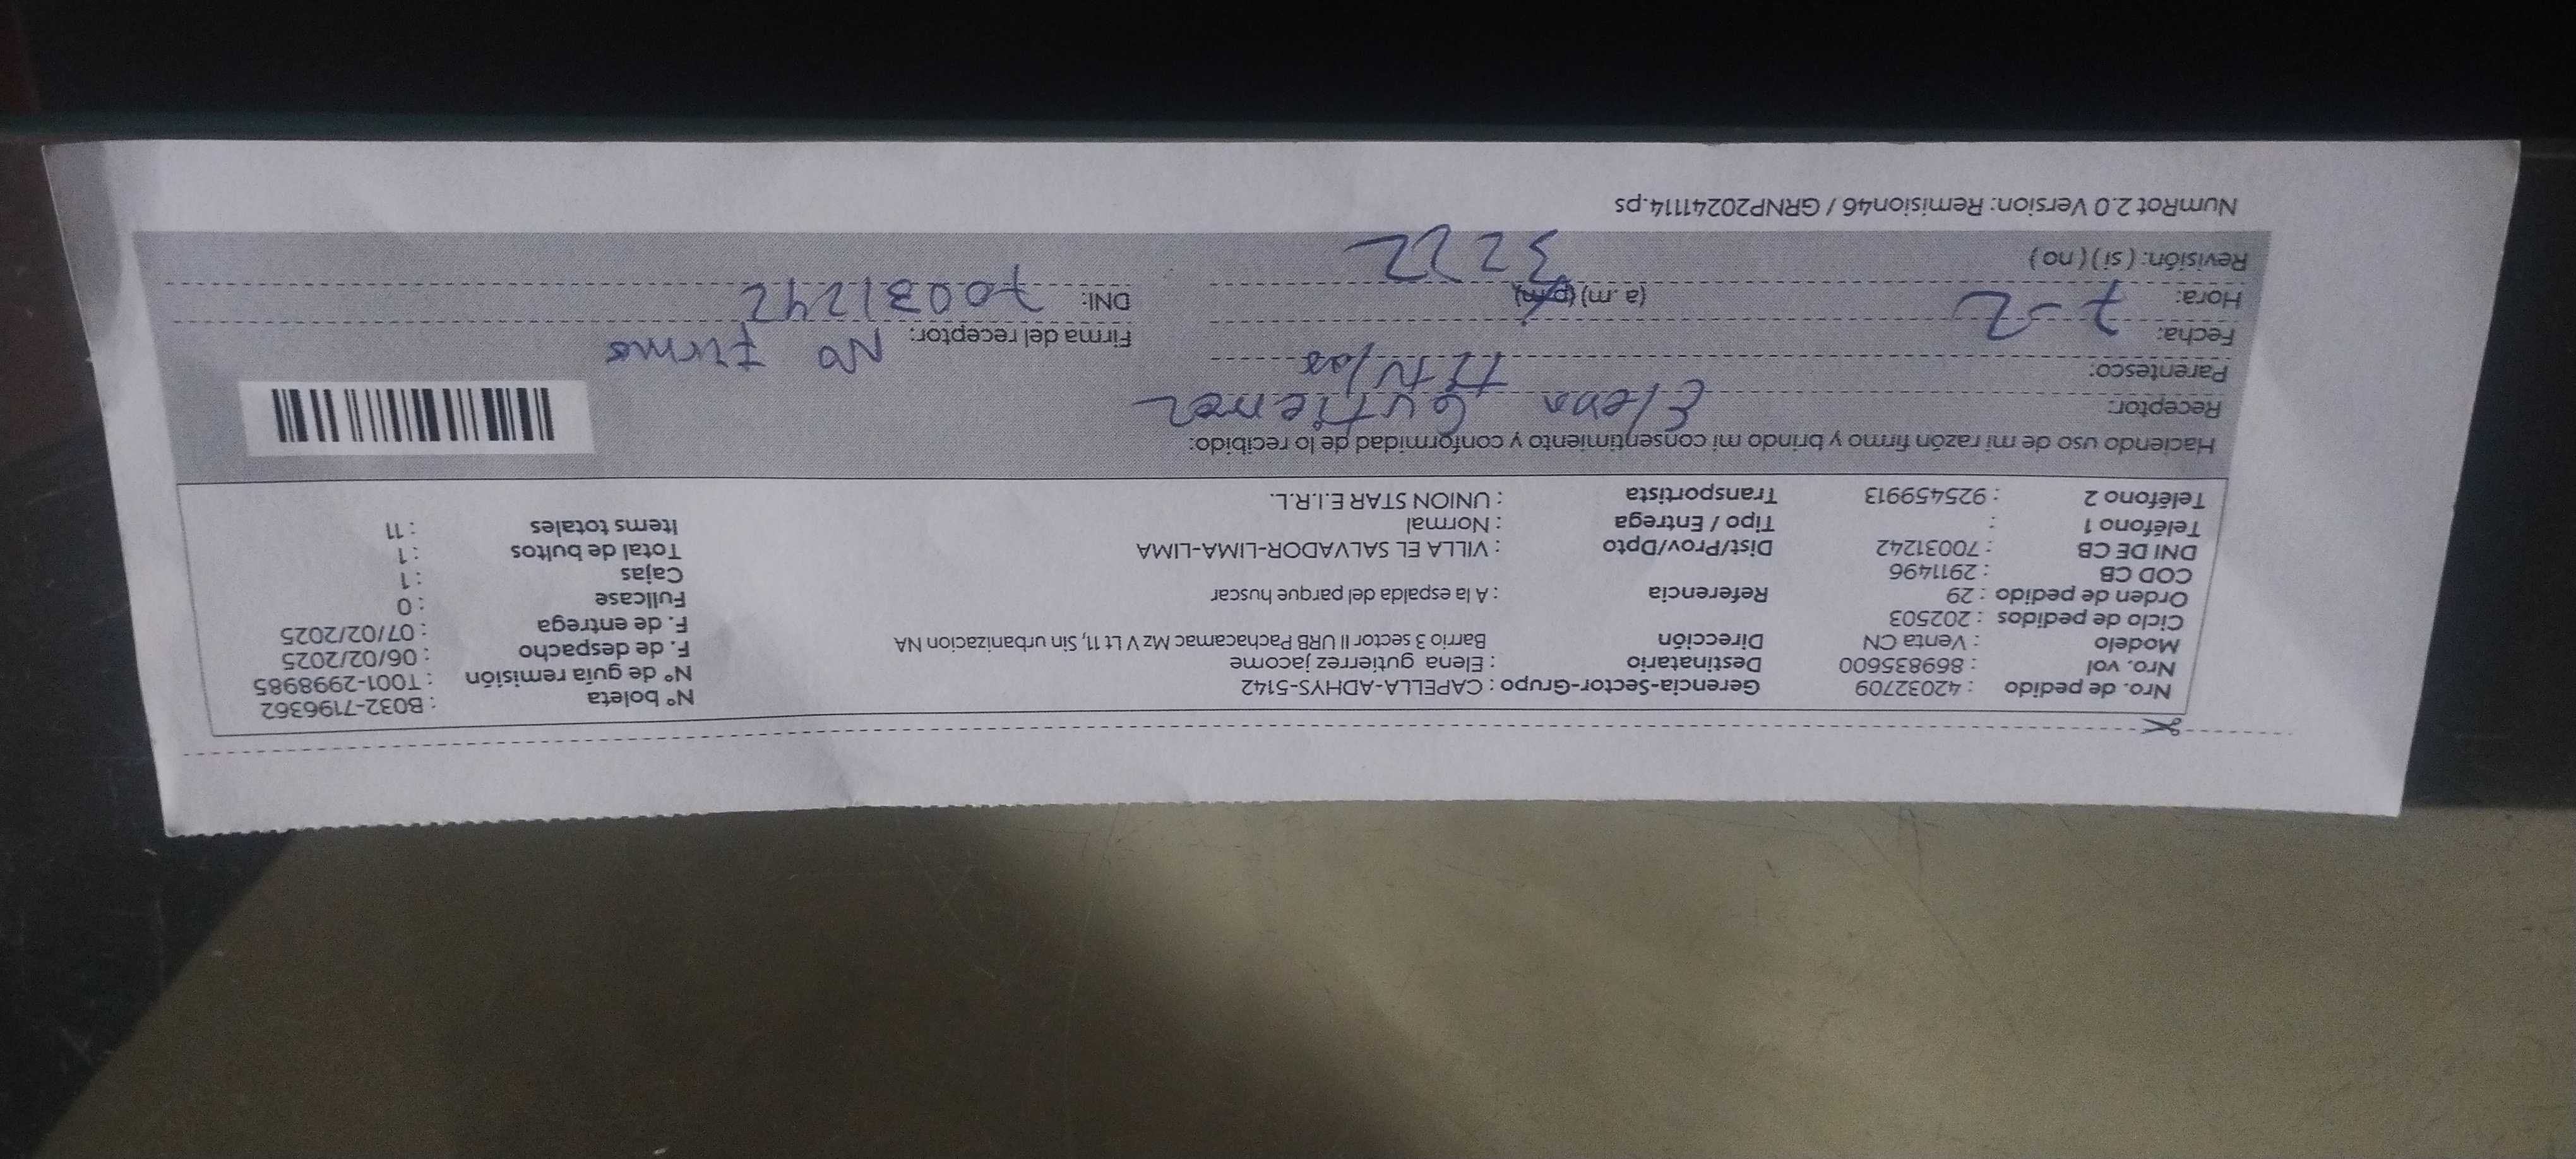 Nro. de pedido : 42032709 Gerencia-Sector-Grupo : CAPELLA-ADHYS-5142 N° boleta : B032-7196362
Nro. vol : 869835600 Destinatario : Elena gutierrez jacome N° de guía remisión : T001-2998985
Modelo : Venta CN Dirección Barrio 3 sector II URB Pachacamac Mz V Lt 11, Sin urbanizacion NA F. de despacho : 06/02/2025
Ciclo de pedidos : 202503 F. de entrega : 07/02/2025
Orden de pedido : 29 Referencia : A la espalda del parque huscar Fullcase : 0
COD CB : 2911496 Cajas : 1
DNI DE CB : 70031242 Dist/Prov/Dpto : VILLA EL SALVADOR-LIMA-LIMA Total de bultos : 1
Teléfono 1 : Tipo / Entrega : Normal Items totales : 11
Teléfono 2 : 925459913 Transportista : UNION STAR E.I.R.L.
Haciendo uso de mi razón firmo y brindo mi consentimiento y conformidad de lo recibido:
Receptor: Elena Gutierrez
Parentesco: titular
Fecha: 7-2 Firma del receptor: NO Firmo
Hora: (a.m) (p.m) DNI: 70031242
Revisión: ( si ) ( no )
NumRot 2.0 Version: Remision46 / GRNP20241114.ps